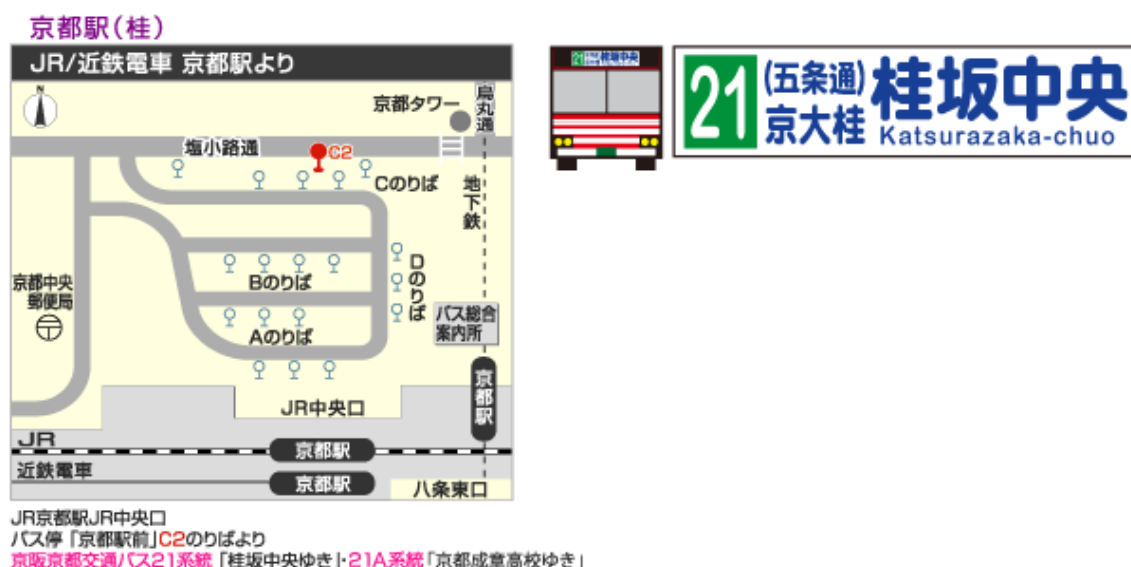 京都駅(桂)
JR/近鉄電車 京都駅より
N
京都タワー
烏丸通
塩小路通
C2
Cのりば
地下鉄
Dのりば
Bのりば
京都中央
郵便局
Aのりば
バス総合
案内所
京都駅
JR中央口
JR
京都駅
近鉄電車
京都駅
八条東口
JR京都駅JR中央口
バス停「京都駅前」C2のりばより
京阪京都交通バス21系統「桂坂中央ゆき」・21A系統「京都成章高校ゆき」
21 桂坂中央
21
(五条通)
京大桂
桂坂中央
Katsurazaka-chuo